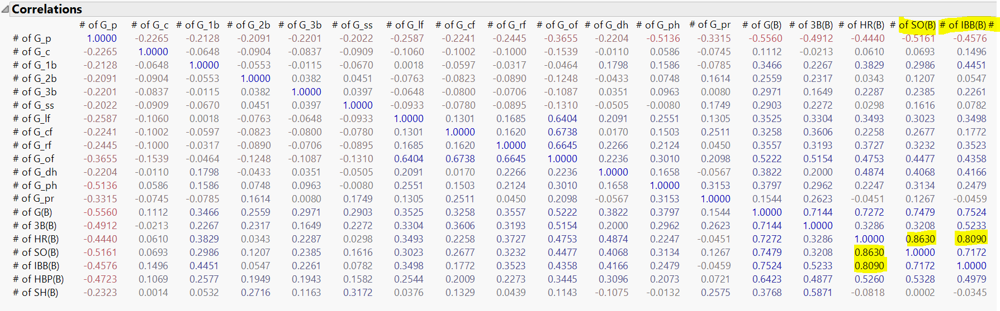 Correlations
# of G_p # of G_c # of G_1b # of G_2b # of G_3b # of G_ss # of G_lf # of G_cf # of G_rf # of G_of # of G_dh # of G_ph # of G_pr # of G(B) # of 3B(B) # of HR(B) # of SO(B) # of IBB(B) #
# of G_p 1.0000 -0.2265 -0.2128 -0.2091 -0.2201 -0.2022 -0.2587 -0.2241 -0.2445 -0.3655 -0.2204 -0.5136 -0.3315 -0.5560 -0.4912 -0.4440 -0.5161 -0.4576
# of G_c -0.2265 1.0000 -0.0648 -0.0904 -0.0837 -0.0909 -0.1060 -0.1002 -0.1000 -0.1539 -0.0110 0.0586 -0.0745 0.1112 -0.0213 0.0610 0.0693 0.1496
# of G_1b -0.2128 -0.0648 1.0000 -0.0553 -0.0115 -0.0670 0.0018 -0.0597 -0.0317 -0.0464 0.1798 0.1586 -0.0785 0.3466 0.2267 0.3829 0.2986 0.4451
# of G_2b -0.2091 -0.0904 -0.0553 1.0000 0.0382 0.0451 -0.0763 -0.0823 -0.0890 -0.1248 -0.0433 0.0748 0.1614 0.2559 0.2317 0.0343 0.1207 0.0547
# of G_3b -0.2201 -0.0837 -0.0115 0.0382 1.0000 0.0397 -0.0648 -0.0800 -0.0706 -0.1087 0.0351 0.0963 0.0080 0.2971 0.1649 0.2287 0.2385 0.2261
# of G_ss -0.2022 -0.0909 -0.0670 0.0451 0.0397 1.0000 -0.0933 -0.0780 -0.0895 -0.1310 -0.0505 -0.0080 0.1749 0.2903 0.2272 0.0298 0.1616 0.0782
# of G_lf -0.2587 -0.1060 0.0018 -0.0763 -0.0648 -0.0933 1.0000 0.1301 0.1685 0.6404 0.2091 0.2551 0.1305 0.3525 0.3304 0.3493 0.3023 0.3498
# of G_cf -0.2241 -0.1002 -0.0597 -0.0823 -0.0800 -0.0780 0.1301 1.0000 0.1620 0.6738 0.0170 0.1503 0.2511 0.3258 0.3606 0.2258 0.2677 0.1772
# of G_rf -0.2445 -0.1000 -0.0317 -0.0890 -0.0706 -0.0895 0.1685 0.1620 1.0000 0.6645 0.2266 0.2124 0.0450 0.3557 0.3193 0.3727 0.3232 0.3523
# of G_of -0.3655 -0.1539 -0.0464 -0.1248 -0.1087 -0.1310 0.6404 0.6738 0.6645 1.0000 0.2236 0.3010 0.2098 0.5222 0.5154 0.4753 0.4477 0.4358
# of G_dh -0.2204 -0.0110 0.1798 -0.0433 0.0351 -0.0505 0.2091 0.0170 0.2266 0.2236 1.0000 0.1658 -0.0567 0.3822 0.2000 0.4874 0.4068 0.4166
# of G_ph -0.5136 0.0586 0.1586 0.0748 0.0963 -0.0080 0.2551 0.1503 0.2124 0.3010 0.1658 1.0000 0.3153 0.3797 0.2962 0.2247 0.3134 0.2479
# of G_pr -0.3315 -0.0745 -0.0785 0.1614 0.0080 0.1749 0.1305 0.2511 0.0450 0.2098 -0.0567 0.3153 1.0000 0.1544 0.2623 -0.0451 0.1267 -0.0459
# of G(B) -0.5560 0.1112 0.3466 0.2559 0.2971 0.2903 0.3525 0.3258 0.3557 0.5222 0.3822 0.3797 0.1544 1.0000 0.7144 0.7272 0.7479 0.7524
# of 3B(B) -0.4912 -0.0213 0.2267 0.2317 0.1649 0.2272 0.3304 0.3606 0.3193 0.5154 0.2000 0.2962 0.2623 0.7144 1.0000 0.3286 0.3208 0.5233
# of HR(B) -0.4440 0.0610 0.3829 0.0343 0.2287 0.0298 0.3493 0.2258 0.3727 0.4753 0.4874 0.2247 -0.0451 0.7272 0.3286 1.0000 0.8630 0.8090
# of SO(B) -0.5161 0.0693 0.2986 0.1207 0.2385 0.1616 0.3023 0.2677 0.3232 0.4477 0.4068 0.3134 0.1267 0.7479 0.3208 0.8630 1.0000 0.7172
# of IBB(B) -0.4576 0.1496 0.4451 0.0547 0.2261 0.0782 0.3498 0.1772 0.3523 0.4358 0.4166 0.2479 -0.0459 0.7524 0.5233 0.8090 0.7172 1.0000
# of HBP(B) -0.4723 0.1069 0.2577 0.1949 0.1943 0.1582 0.2544 0.2009 0.2273 0.3441 0.3096 0.2073 0.0721 0.6423 0.4877 0.5260 0.5328 0.4979
# of SH(B) -0.2323 0.0014 0.0532 0.2716 0.1163 0.3172 0.0376 0.1329 0.0439 0.1143 -0.1075 -0.0132 0.2575 0.3768 0.5871 -0.0818 0.0002 -0.0345